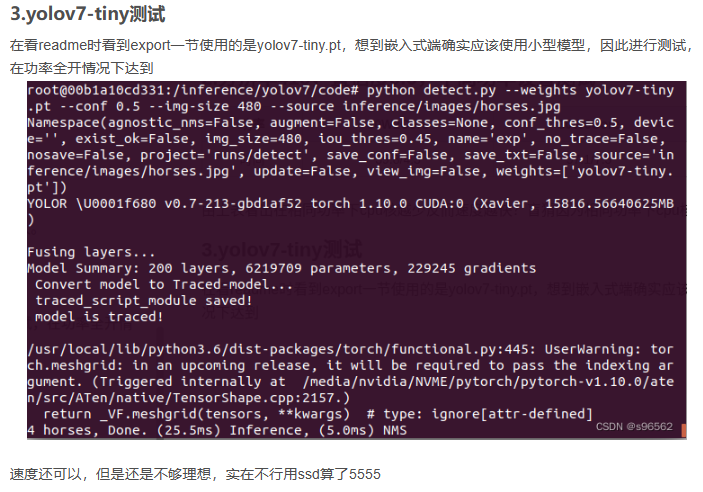 3.yolov7-tiny测试
在看readme时看到export一节使用的是yolov7-tiny.pt，想到嵌入式端确实应该使用小型模型，因此进行测试，
在功率全开情况下达到
root@00b1a10cd331:/inference/yolov7/code# python detect.py --weights yolov7-tiny
.pt --conf 0.5 --img-size 480 --source inference/images/horses.jpg
Namespace(agnostic_nms=False, augment=False, classes=None, conf_thres=0.5, devic
e='', exist_ok=False, img_size=480, iou_thres=0.45, name='exp', no_trace=False,
nosave=False, project='runs/detect', save_conf=False, save_txt=False, source='in
ference/images/horses.jpg', update=False, view_img=False, weights=['yolov7-tiny.
pt'])
YOLOR \U0001f680 v0.7-213-gbd1af52 torch 1.10.0 CUDA:0 (Xavier, 15816.56640625MB
)
Fusing layers...
Model Summary: 200 layers, 6219709 parameters, 229245 gradients
Convert model to Traced-model...
traced_script_module saved!
model is traced!
/usr/local/lib/python3.6/dist-packages/torch/functional.py:445: UserWarning: tor
ch.meshgrid: in an upcoming release, it will be required to pass the indexing ar
gument. (Triggered internally at  /media/nvidia/NVME/pytorch/pytorch-v1.10.0/ate
n/src/ATen/native/TensorShape.cpp:2157.)
return _VF.meshgrid(tensors, **kwargs)  # type: ignore[attr-defined]
4 horses, Done. (25.5ms) Inference, (5.0ms) NMS
CSDN @s96562
速度还可以，但是还是不够理想，实在不行用ssd算了5555